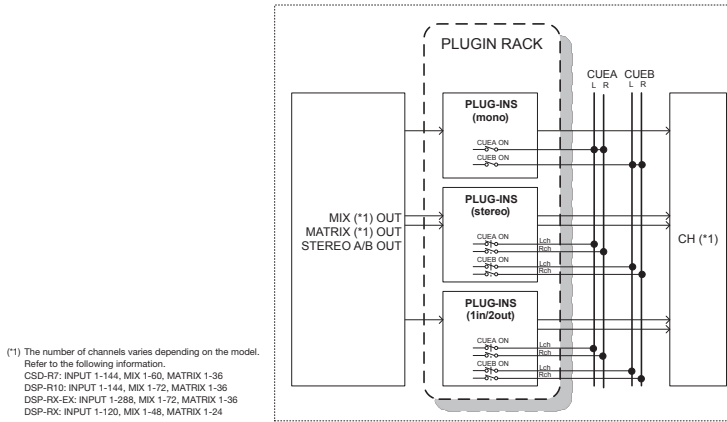 PLUGIN RACK
CUEA CUEB
L R L R
PLUG-INS
(mono)
CUEA ON
CUEB ON
MIX (*1) OUT
MATRIX (*1) OUT
STEREO A/B OUT
PLUG-INS
(stereo)
CUEA ON
Lch
Rch
CUEB ON
Lch
Rch
CH (*1)
PLUG-INS
(1in/2out)
CUEA ON
Lch
Rch
CUEB ON
Lch
Rch
(*1) The number of channels varies depending on the model.
Refer to the following information.
CSD-R7: INPUT 1-144, MIX 1-60, MATRIX 1-36
DSP-R10: INPUT 1-144, MIX 1-72, MATRIX 1-36
DSP-RX-EX: INPUT 1-288, MIX 1-72, MATRIX 1-36
DSP-RX: INPUT 1-120, MIX 1-48, MATRIX 1-24